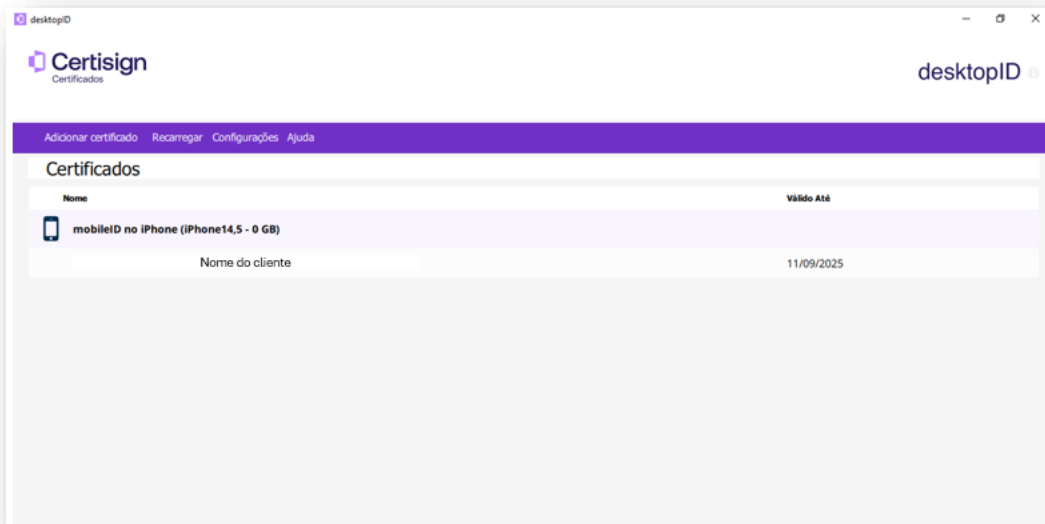 desktopID
Certisign
Certificados
desktopID
Adicionar certificado Recarregar Configurações Ajuda
Certificados
Nome Válido Até
mobileID no iPhone (iPhone14,5 - 0 GB)
Nome do cliente 11/09/2025